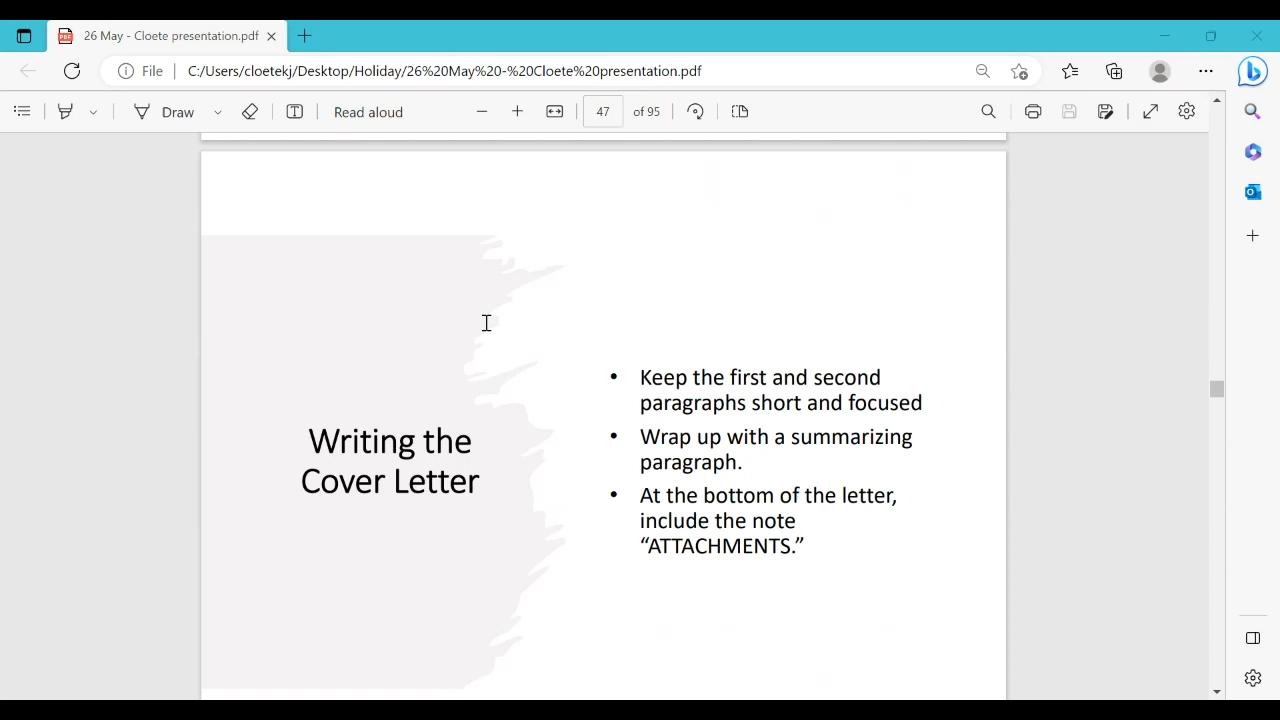 26 May - Cloete presentation.pdf
File
C:/Users/cloetekj/Desktop/Holiday/26%20May%20-%20Cloete%20presentation.pdf
Draw
Read aloud
47
of 95
Writing the
Cover Letter
• Keep the first and second
paragraphs short and focused
• Wrap up with a summarizing
paragraph.
• At the bottom of the letter,
include the note
“ATTACHMENTS.”